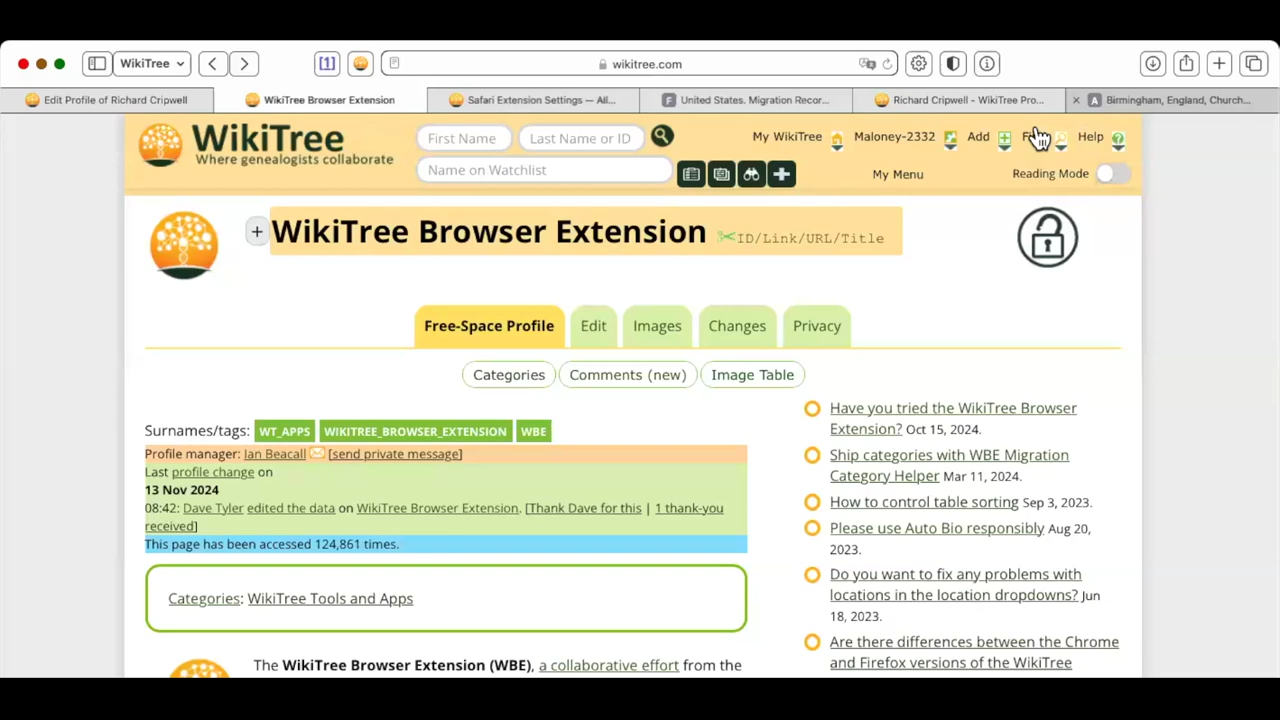 WikiTree
[1]
wikitree.com
Edit Profile of Richard Cripwell
WikiTree Browser Extension
Safari Extension Settings — All...
United States. Migration Recor...
Richard Cripwell - WikiTree Pro...
Birmingham, England, Church...
WikiTree
Where genealogists collaborate
First Name
Last Name or ID
My WikiTree
Maloney-2332
Add
Help
Name on Watchlist
My Menu
Reading Mode
WikiTree Browser Extension
ID/Link/URL/Title
Free-Space Profile
Edit
Images
Changes
Privacy
Categories
Comments (new)
Image Table
Surnames/tags: WT_APPS WIKITREE_BROWSER_EXTENSION WBE
Profile manager: Ian Beacall [send private message]
Last profile change on
13 Nov 2024
08:42: Dave Tyler edited the data on WikiTree Browser Extension. [Thank Dave for this | 1 thank-you
received]
This page has been accessed 124,861 times.
Categories: WikiTree Tools and Apps
The WikiTree Browser Extension (WBE), a collaborative effort from the
Have you tried the WikiTree Browser
Extension? Oct 15, 2024.
Ship categories with WBE Migration
Category Helper Mar 11, 2024.
How to control table sorting Sep 3, 2023.
Please use Auto Bio responsibly Aug 20,
2023.
Do you want to fix any problems with
locations in the location dropdowns? Jun
18, 2023.
Are there differences between the Chrome
and Firefox versions of the WikiTree